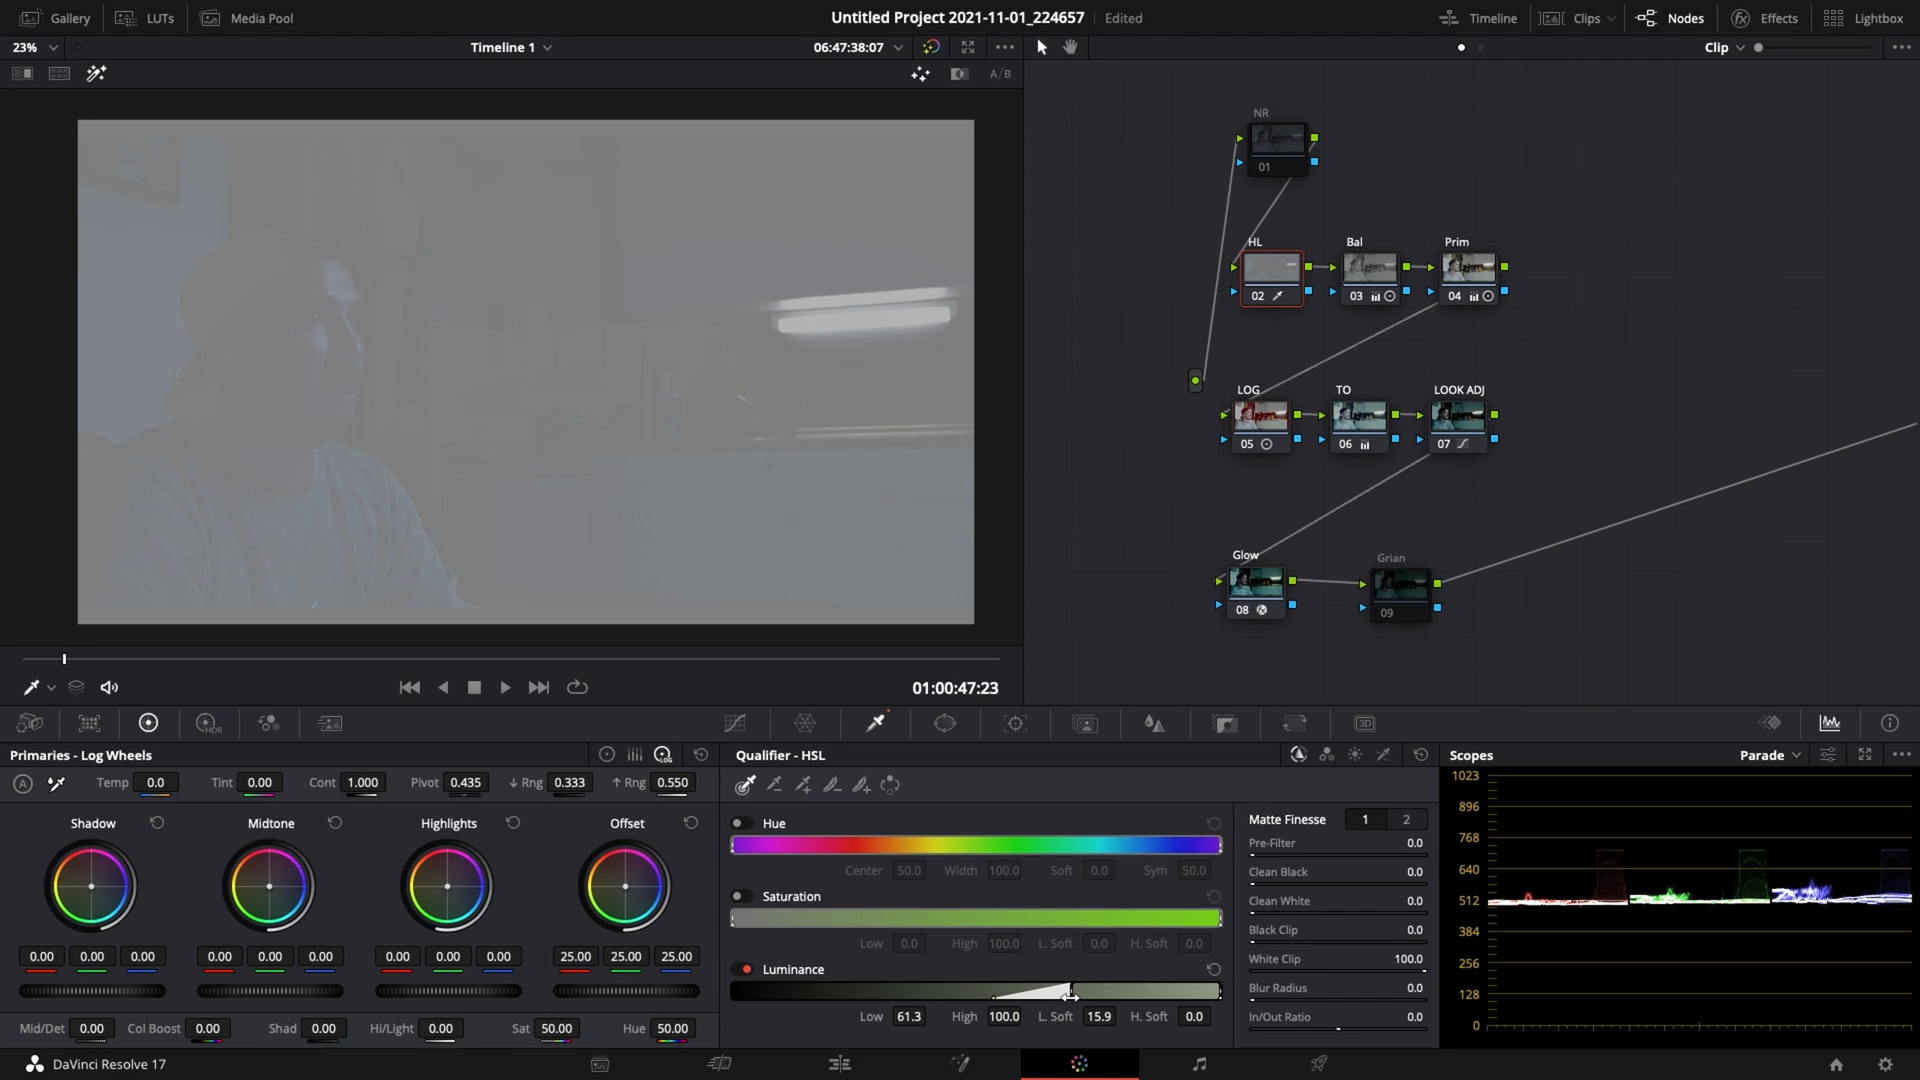 Gallery LUTs Media Pool Untitled Project 2021-11-01_224657 Edited Timeline Clips Nodes Effects Lightbox
23% Timeline 1 06:47:38:07 Clip
A/B
NR
01
HL Bal Prim
02 03 04
LOG TO LOOK ADJ
05 06 07
Glow Grian
08 09
01:00:47:23
HDR 3D
Primaries - Log Wheels LOG Qualifier - HSL Scopes Parade
A Temp 0.0 Tint 0.00 Cont 1.000 Pivot 0.435 ↓ Rng 0.333 ↑ Rng 0.550
Shadow Midtone Highlights Offset
0.00 0.00 0.00 0.00 0.00 0.00 0.00 0.00 0.00 25.00 25.00 25.00
Mid/Det 0.00 Col Boost 0.00 Shad 0.00 Hi/Light 0.00 Sat 50.00 Hue 50.00
Hue
Center 50.0 Width 100.0 Soft 0.0 Sym 50.0
Saturation
Low 0.0 High 100.0 L. Soft 0.0 H. Soft 0.0
Luminance
Low 61.3 High 100.0 L. Soft 15.9 H. Soft 0.0
Matte Finesse 1 2
Pre-Filter 0.0
Clean Black 0.0
Clean White 0.0
Black Clip 0.0
White Clip 100.0
Blur Radius 0.0
In/Out Ratio 0.0
1023
896
768
640
512
384
256
128
0
DaVinci Resolve 17